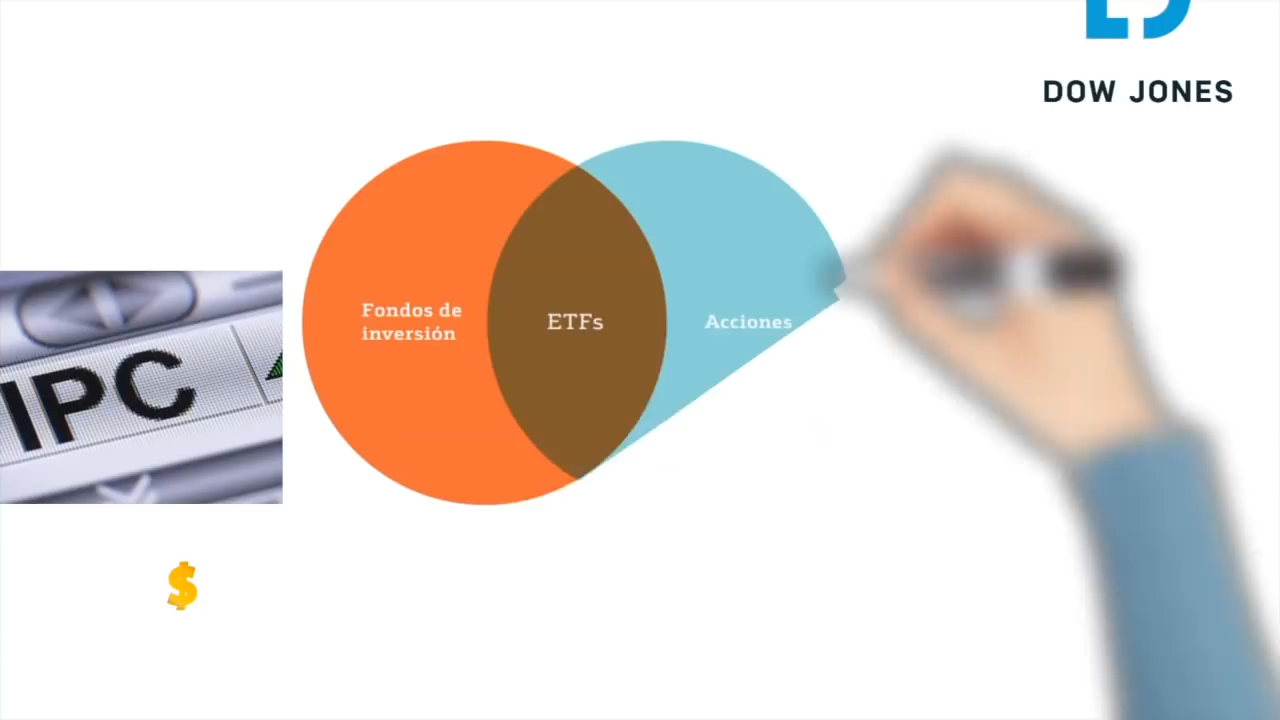 DOW JONES
Fondos de
inversión
ETFs
Acciones
IPC
$